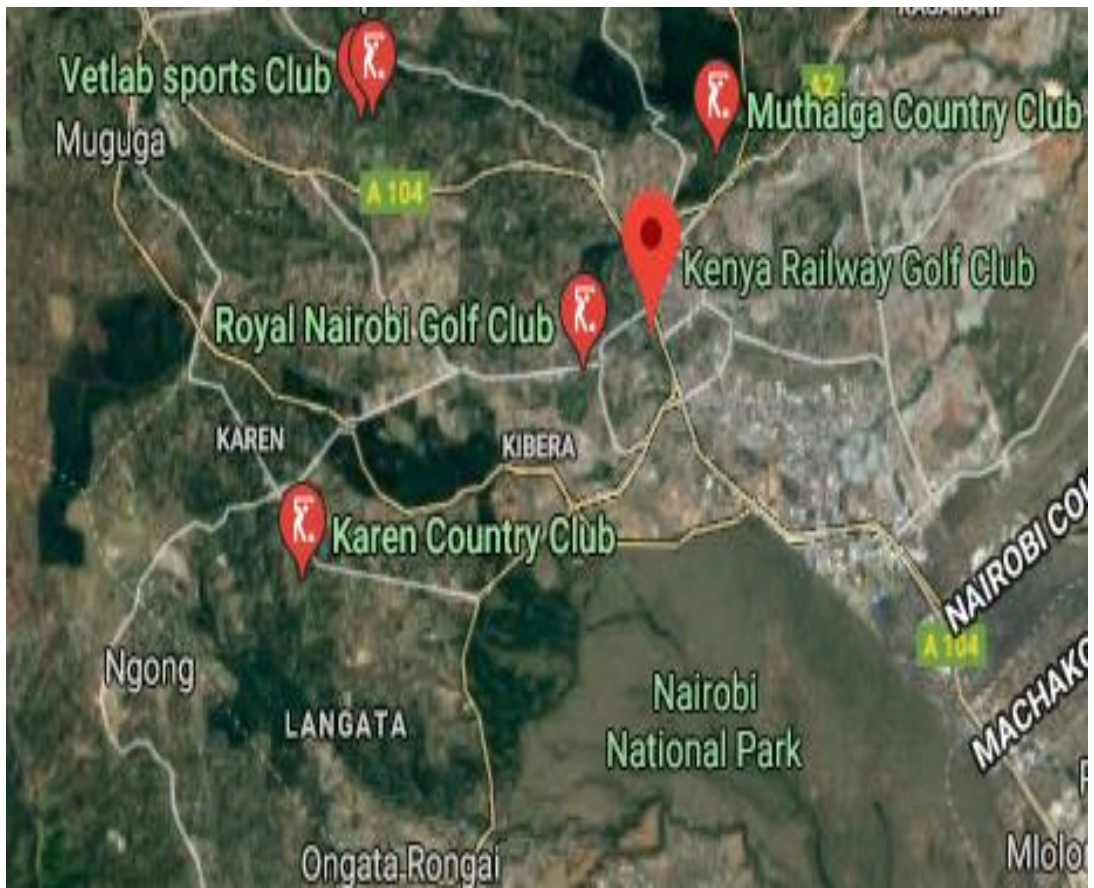 Vetlab sports Club
Muguga
A2
Muthaiga Country Club
A 104
Kenya Railway Golf Club
Royal Nairobi Golf Club
KAREN
KIBERA
Karen Country Club
NAIROBI
A 104
Ngong
Nairobi
National Park
LANGATA
Ongata Rongai